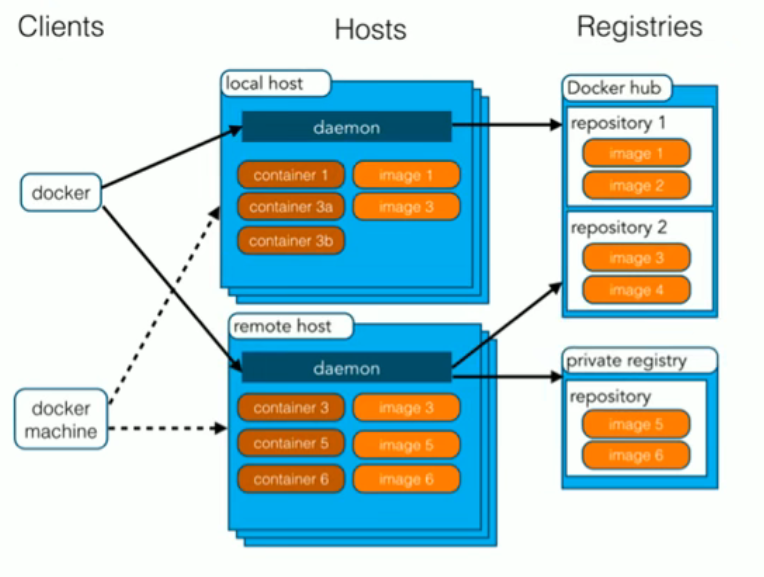 Clients
Hosts
Registries
local host
daemon
container 1
image 1
container 3a
image 3
container 3b
docker
remote host
daemon
container 3
image 3
container 5
image 5
container 6
image 6
docker
machine
Docker hub
repository 1
image 1
image 2
repository 2
image 3
image 4
private registry
repository
image 5
image 6